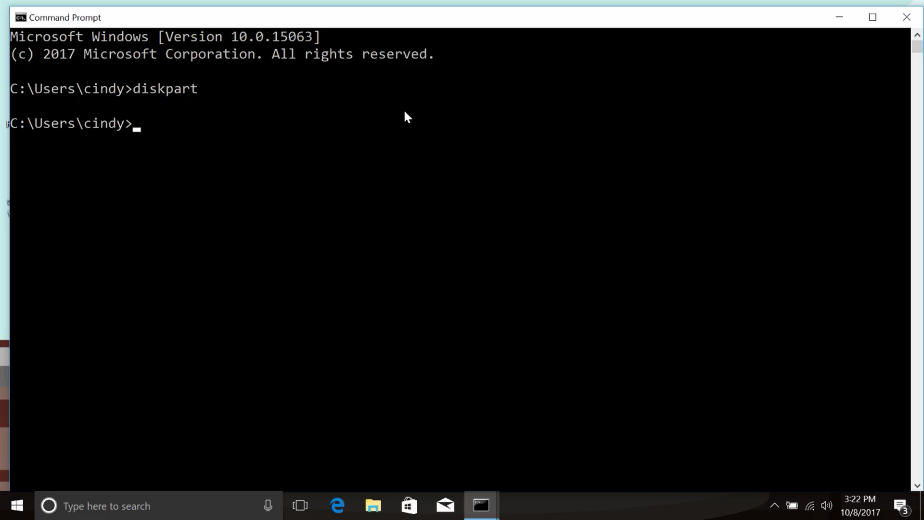 Command Prompt
Microsoft Windows [Version 10.0.15063]
(c) 2017 Microsoft Corporation. All rights reserved.
C:\Users\cindy>diskpart
C:\Users\cindy>
Type here to search
3:22 PM
10/8/2017
3